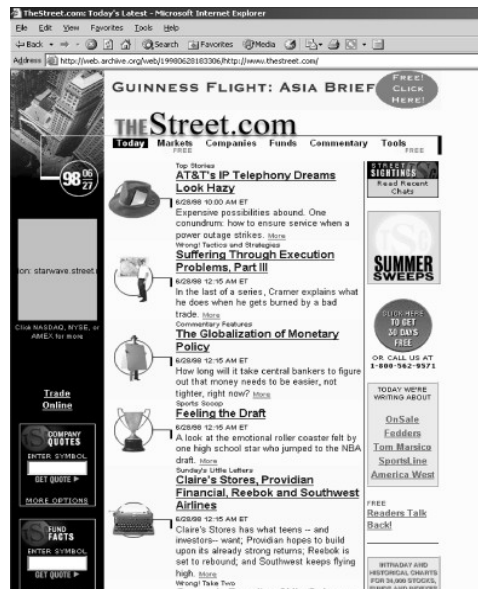 TheStreet.com: Today's Latest - Microsoft Internet Explorer
File Edit View Favorites Tools Help
Back Search Favorites Media
Address http://web.archive.org/web/19980628183306/http://www.thestreet.com/
GUINNESS FLIGHT: ASIA BRIEF
FREE!
CLICK
HERE!
THE Street.com
Today Markets Companies Funds Commentary Tools
FREE FREE
98 06
27
ion: starwave.street.
Click NASDAQ, NYSE, or
AMEX for more
Trade
Online
COMPANY
QUOTES
ENTER SYMBOL
GET QUOTE
MORE OPTIONS
FUND
FACTS
ENTER SYMBOL
GET QUOTE
Top Stories
AT&T's IP Telephony Dreams
Look Hazy
6/28/98 10:00 AM ET
Expensive possibilities abound. One
conundrum: how to ensure service when a
power outage strikes. More
Wrong! Tactics and Strategies
Suffering Through Execution
Problems, Part III
6/28/98 12:15 AM ET
In the last of a series, Cramer explains what
he does when he gets burned by a bad
trade. More
Commentary Features
The Globalization of Monetary
Policy
6/28/98 12:15 AM ET
How long will it take central bankers to figure
out that money needs to be easier, not
tighter, right now? More
Sports Scoop
Feeling the Draft
6/28/98 12:15 AM ET
A look at the emotional roller coaster felt by
one high school star who jumped to the NBA
draft. More
Sunday's Little Letters
Claire's Stores, Providian
Financial, Reebok and Southwest
Airlines
6/28/98 12:15 AM ET
Claire's Stores has what teens -- and
investors-- want; Providian hopes to build
upon its already strong returns; Reebok is
set to rebound; and Southwest keeps flying
high. More
Wrong! Take Two
STREET
SIGHTINGS
Read Recent
Chats
TSC
SUMMER
SWEEPS
CLICK HERE
TO GET
30 DAYS
FREE
OR CALL US AT
1-800-562-9571
TODAY WE'RE
WRITING ABOUT
OnSale
Fedders
Tom Marsico
SportsLine
America West
FREE
Readers Talk
Back!
INTRADAY AND
HISTORICAL CHARTS
FOR 34,000 STOCKS,